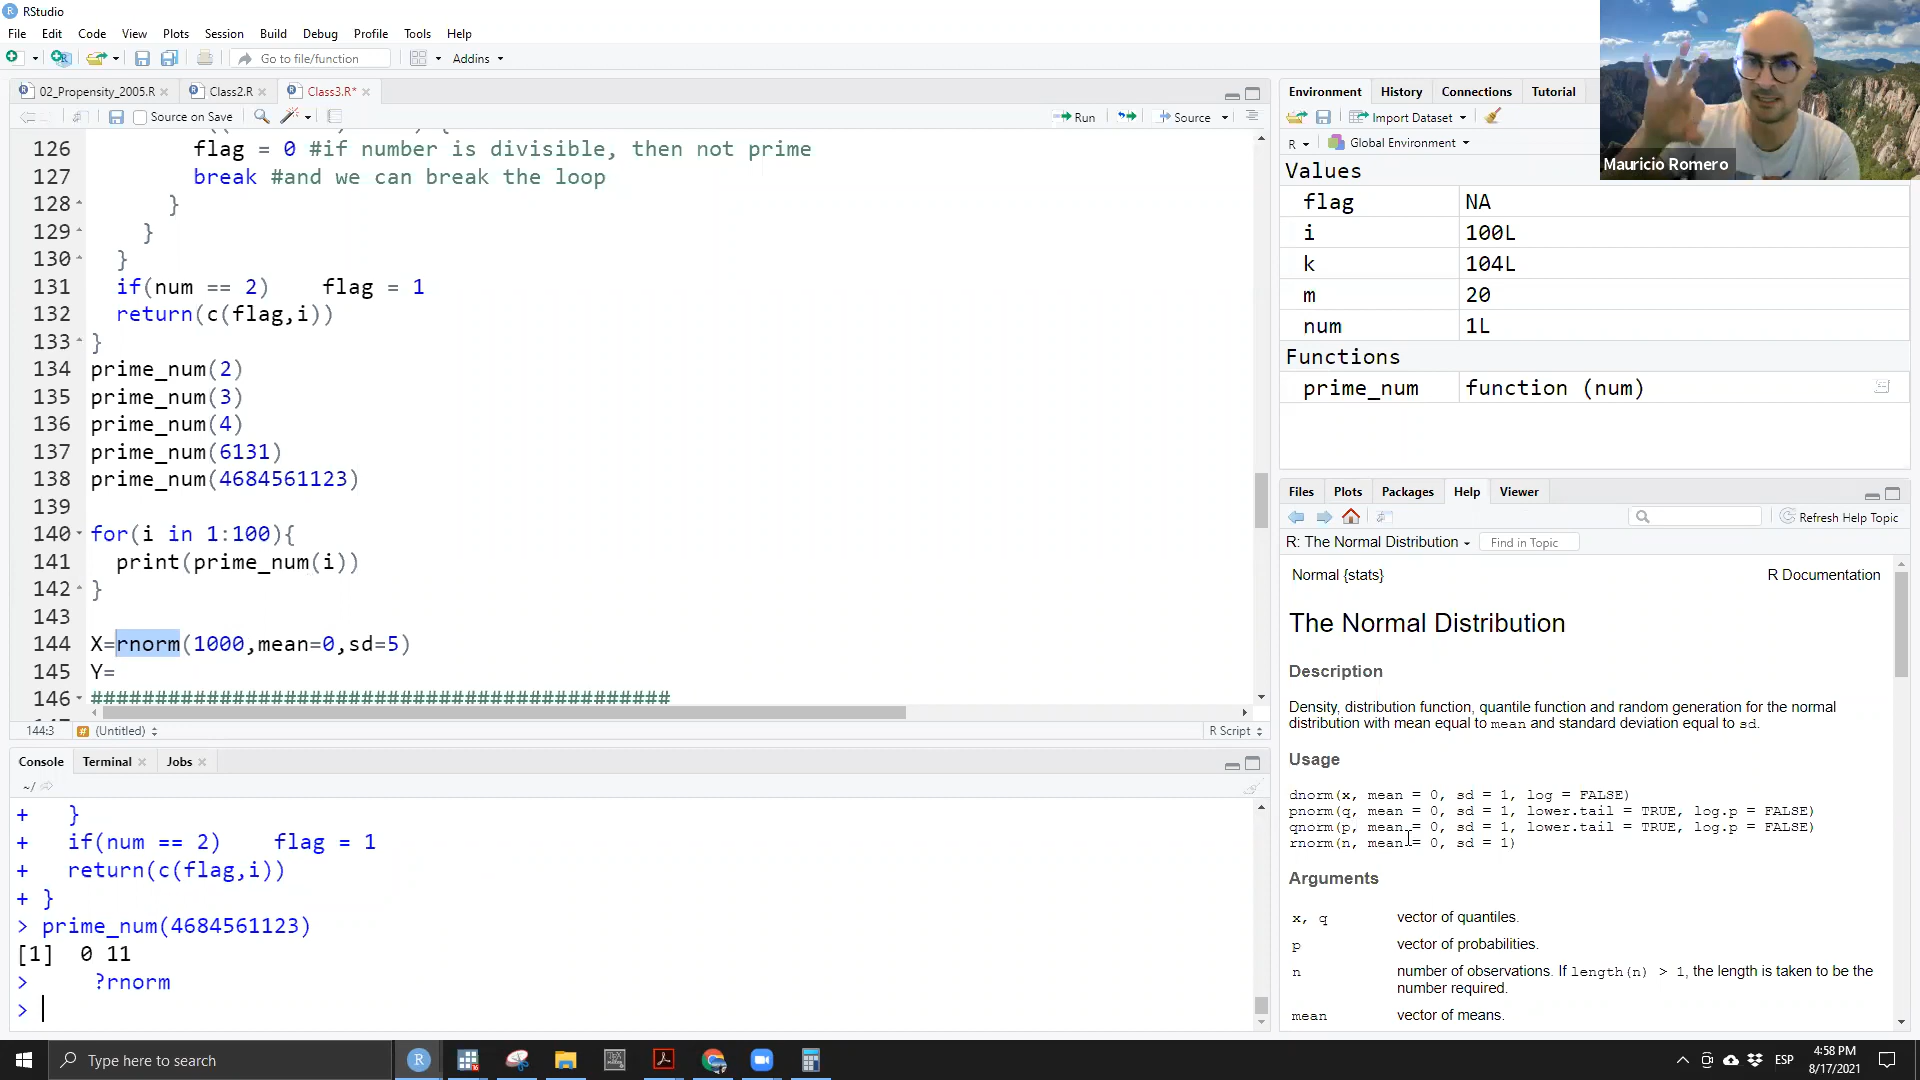 RStudio
File Edit Code View Plots Session Build Debug Profile Tools Help
Go to file/function Addins
02_Propensity_2005.R Class2.R Class3.R*
Source on Save Run Source
126 flag = 0 #if number is divisible, then not prime
127 break #and we can break the loop
128 }
129 }
130 }
131 if(num == 2) flag = 1
132 return(c(flag,i))
133 }
134 prime_num(2)
135 prime_num(3)
136 prime_num(4)
137 prime_num(6131)
138 prime_num(4684561123)
139
140 for(i in 1:100){
141 print(prime_num(i))
142 }
143
144 X=rnorm(1000,mean=0,sd=5)
145 Y=
146 #############################################
144:3 # (Untitled) R Script
Console Terminal Jobs
~/
+ }
+ if(num == 2) flag = 1
+ return(c(flag,i))
+ }
> prime_num(4684561123)
[1] 0 11
> ?rnorm
>
Environment History Connections Tutorial
Import Dataset
R Global Environment
Values
flag NA
i 100L
k 104L
m 20
num 1L
Functions
prime_num function (num)
Mauricio Romero
Files Plots Packages Help Viewer
Refresh Help Topic
R: The Normal Distribution Find in Topic
Normal {stats} R Documentation
The Normal Distribution
Description
Density, distribution function, quantile function and random generation for the normal
distribution with mean equal to mean and standard deviation equal to sd.
Usage
dnorm(x, mean = 0, sd = 1, log = FALSE)
pnorm(q, mean = 0, sd = 1, lower.tail = TRUE, log.p = FALSE)
qnorm(p, mean = 0, sd = 1, lower.tail = TRUE, log.p = FALSE)
rnorm(n, mean = 0, sd = 1)
Arguments
x, q vector of quantiles.
p vector of probabilities.
n number of observations. If length(n) > 1, the length is taken to be the
number required.
mean vector of means.
Type here to search
ESP
4:58 PM
8/17/2021